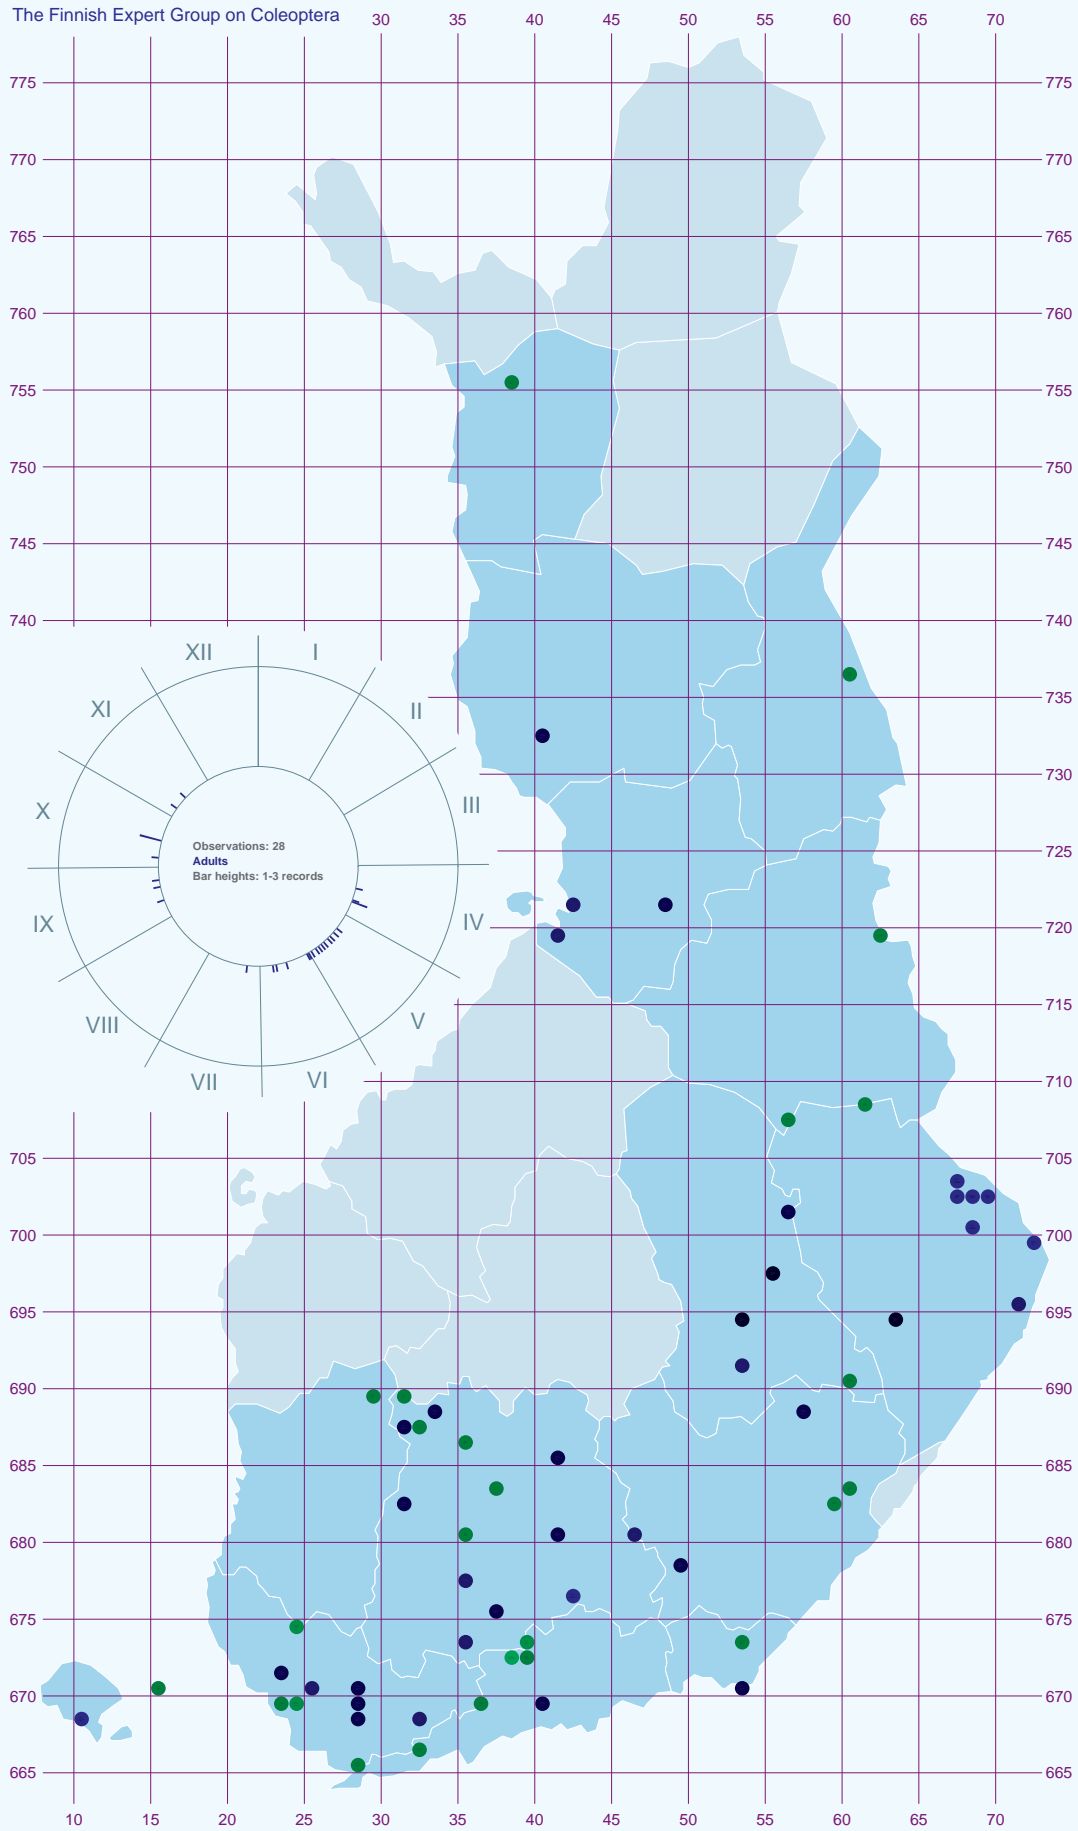 The Finnish Expert Group on Coleoptera
30 35 40 45 50 55 60 65 70
775 775
770 770
765 765
760 760
755 755
750 750
745 745
740 740
XII I
XI II
735
730
X III
Observations: 28
Adults
Bar heights: 1-3 records
725
IX IV
720
715
VIII V
VII VI
710
705 705
700 700
695 695
690 690
685 685
680 680
675 675
670 670
665 665
10 15 20 25 30 35 40 45 50 55 60 65 70